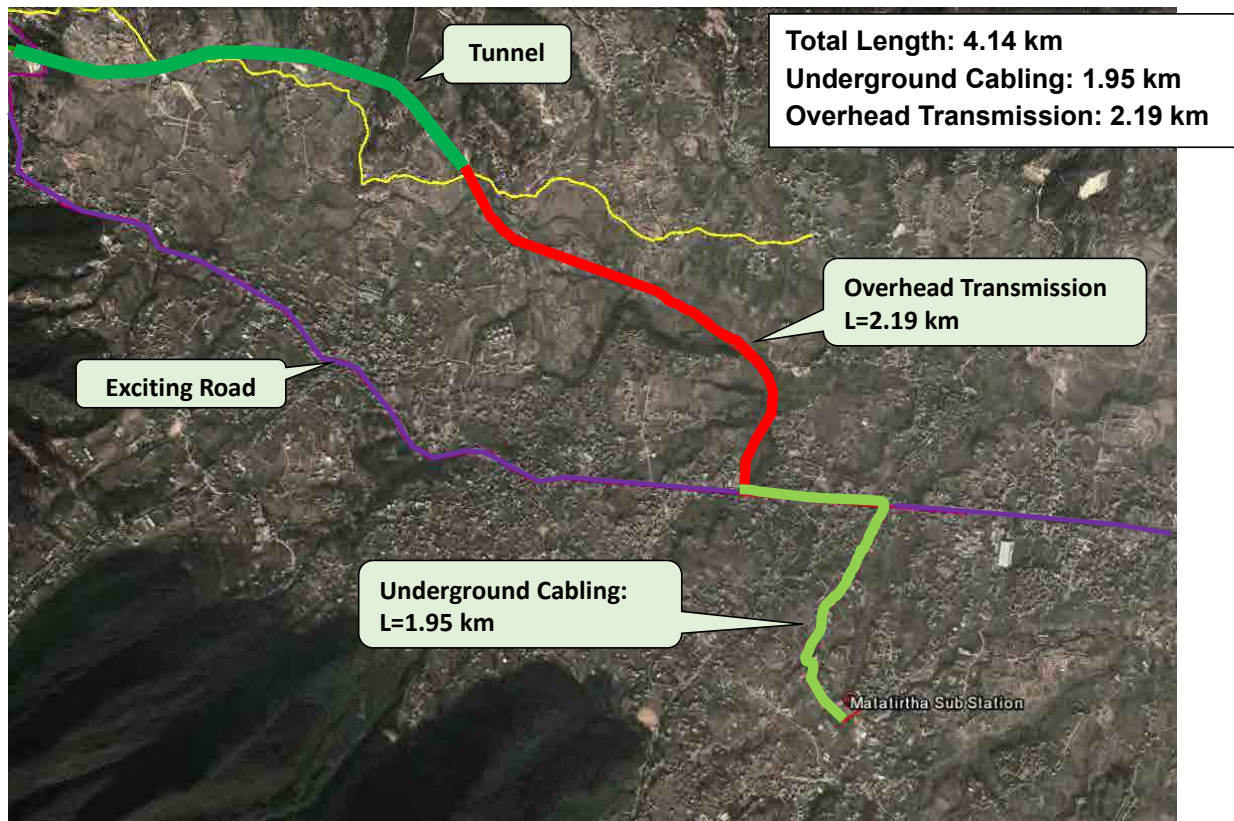 Total Length: 4.14 km
Underground Cabling: 1.95 km
Overhead Transmission: 2.19 km
Tunnel
Overhead Transmission
L=2.19 km
Exciting Road
Underground Cabling:
L=1.95 km
Matatirtha Sub Station